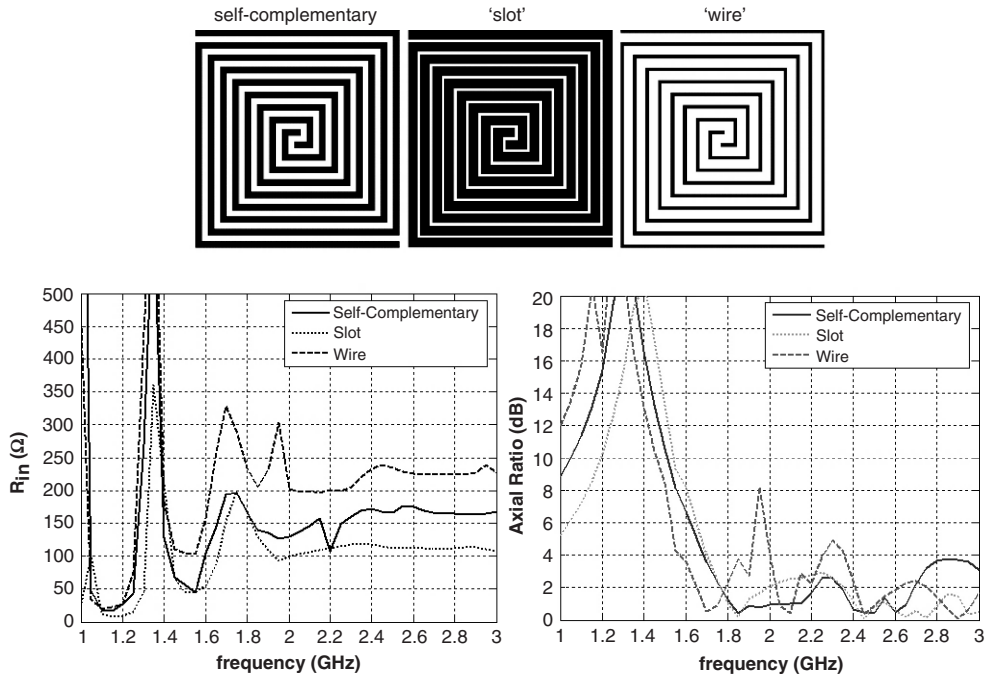 self-complementary
'slot'
'wire'
500
450
400
350
300
250
200
150
100
50
0
R_in (Ω)
Self-Complementary
Slot
Wire
1 1.2 1.4 1.6 1.8 2 2.2 2.4 2.6 2.8 3
frequency (GHz)
20
18
16
14
12
10
8
6
4
2
0
Axial Ratio (dB)
Self-Complementary
Slot
Wire
1 1.2 1.4 1.6 1.8 2 2.2 2.4 2.6 2.8 3
frequency (GHz)